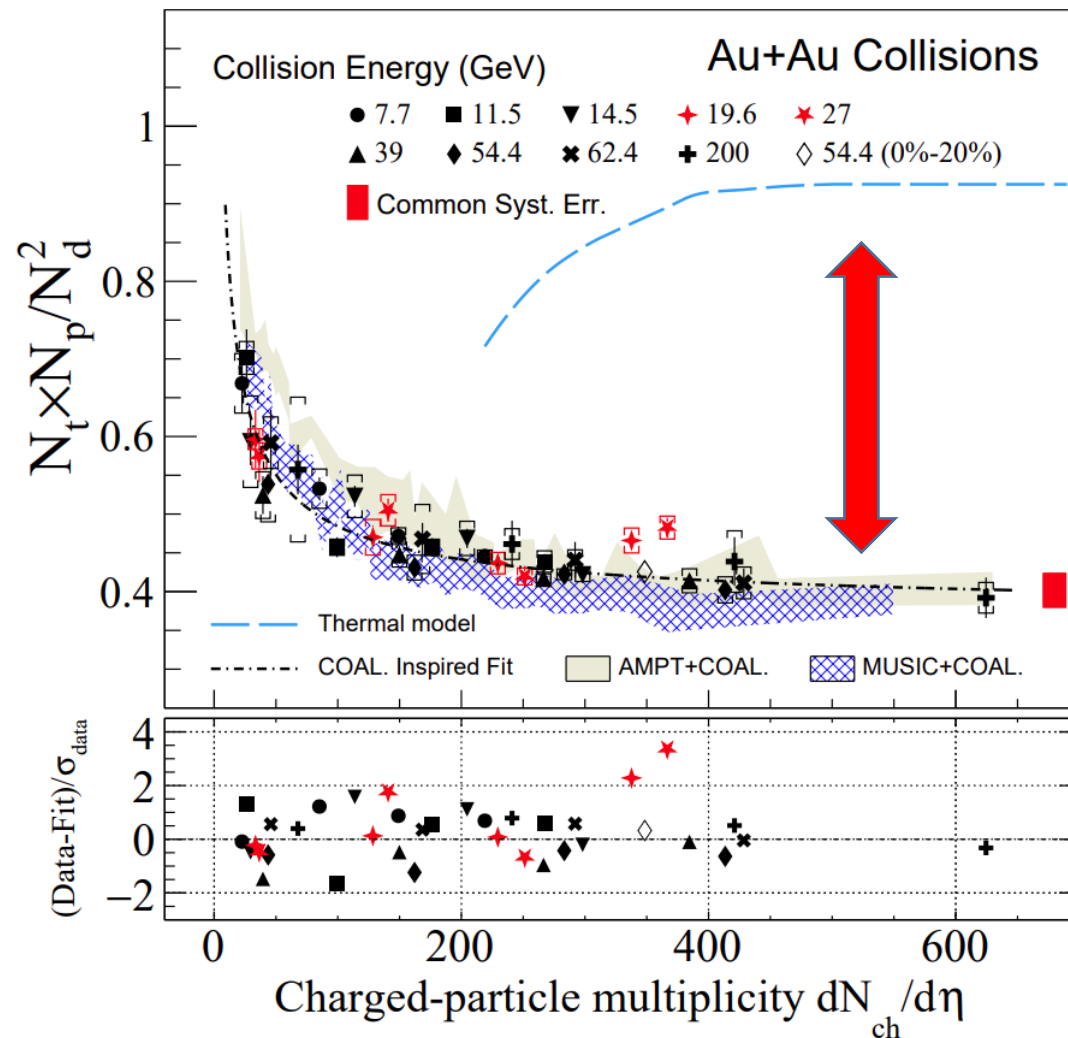 Au+Au Collisions
Collision Energy (GeV)
7.7 11.5 14.5 19.6 27
39 54.4 62.4 200 54.4 (0%-20%)
Common Syst. Err.
1
0.8
0.6
0.4
N_t×N_p/N_d^2
Thermal model
COAL. Inspired Fit AMPT+COAL. MUSIC+COAL.
4
2
0
−2
(Data-Fit)/σ_data
0 200 400 600
Charged-particle multiplicity dN_ch/dη